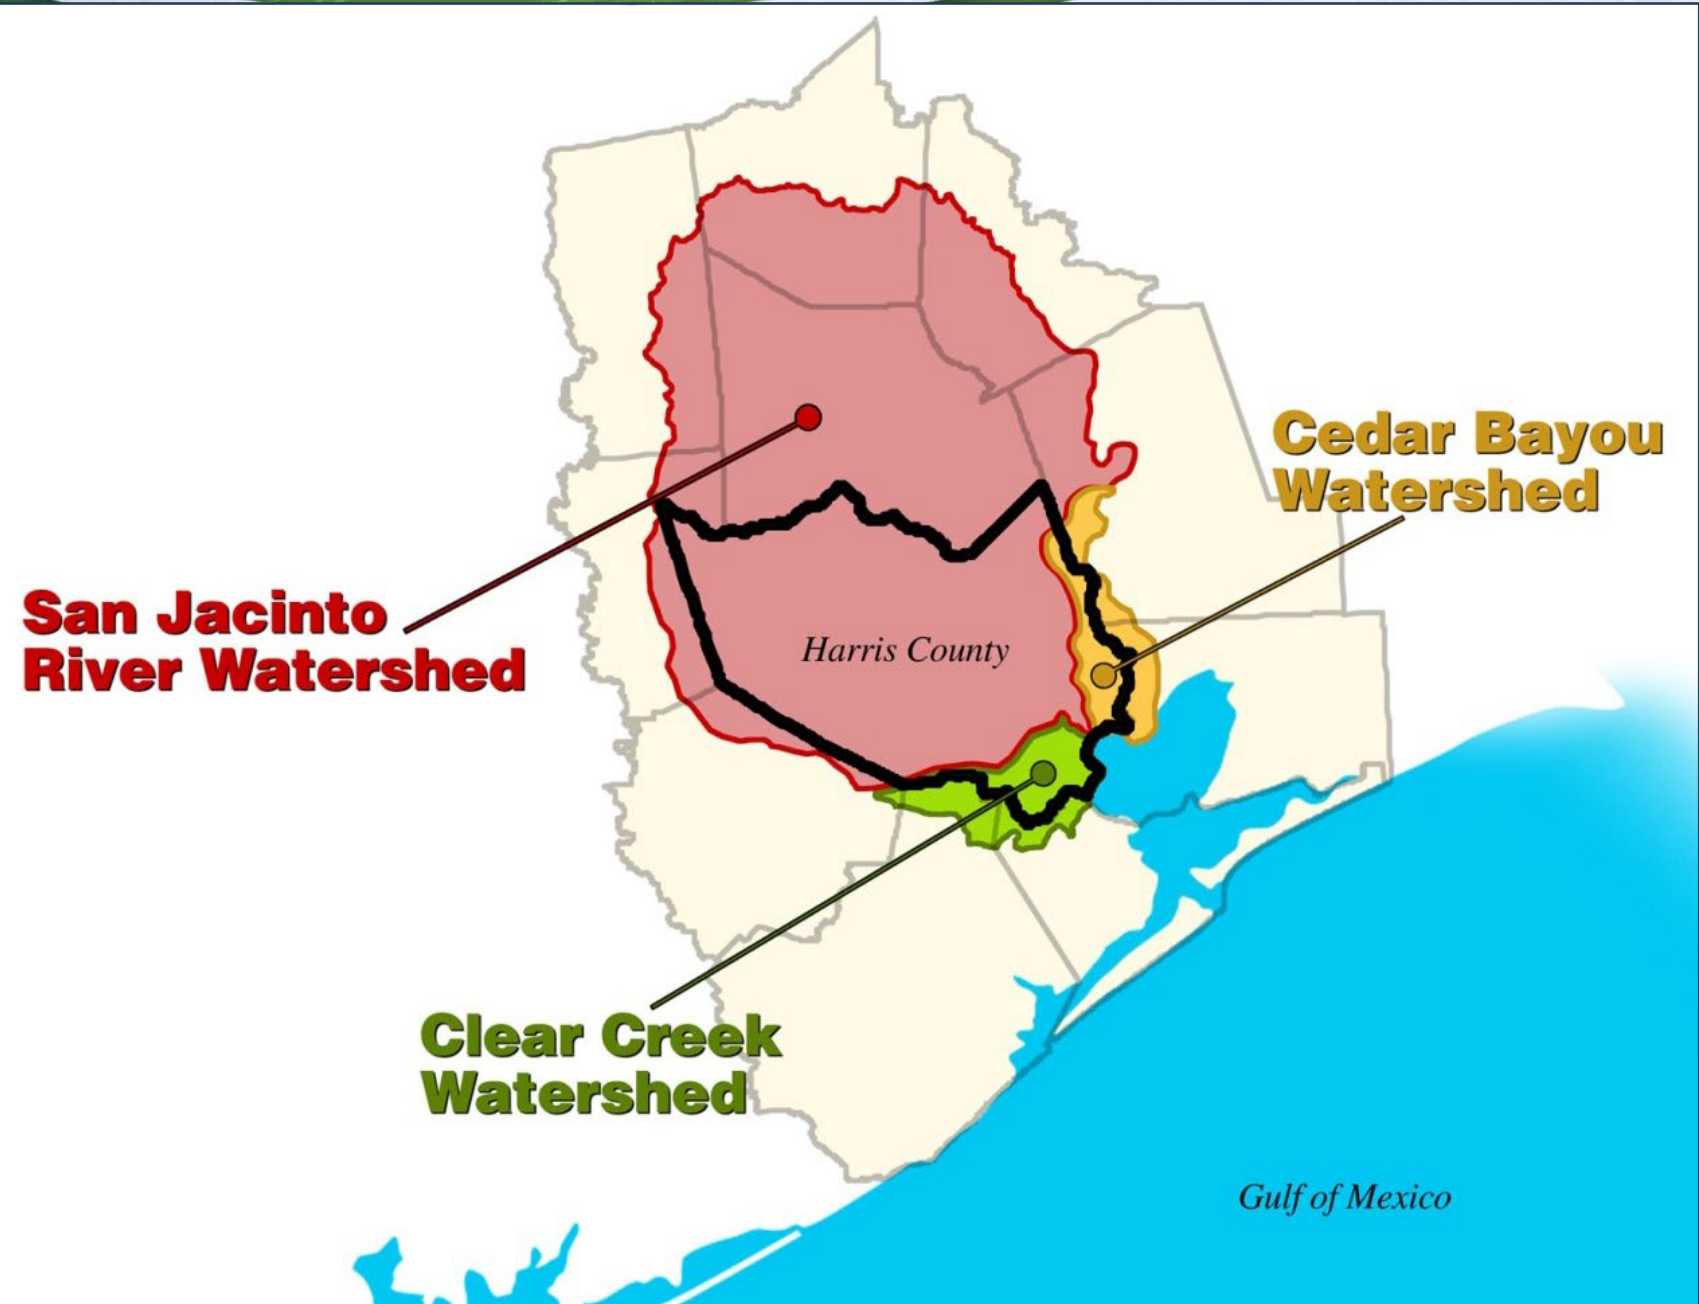 Cedar Bayou
Watershed
San Jacinto
River Watershed
Harris County
Clear Creek
Watershed
Gulf of Mexico